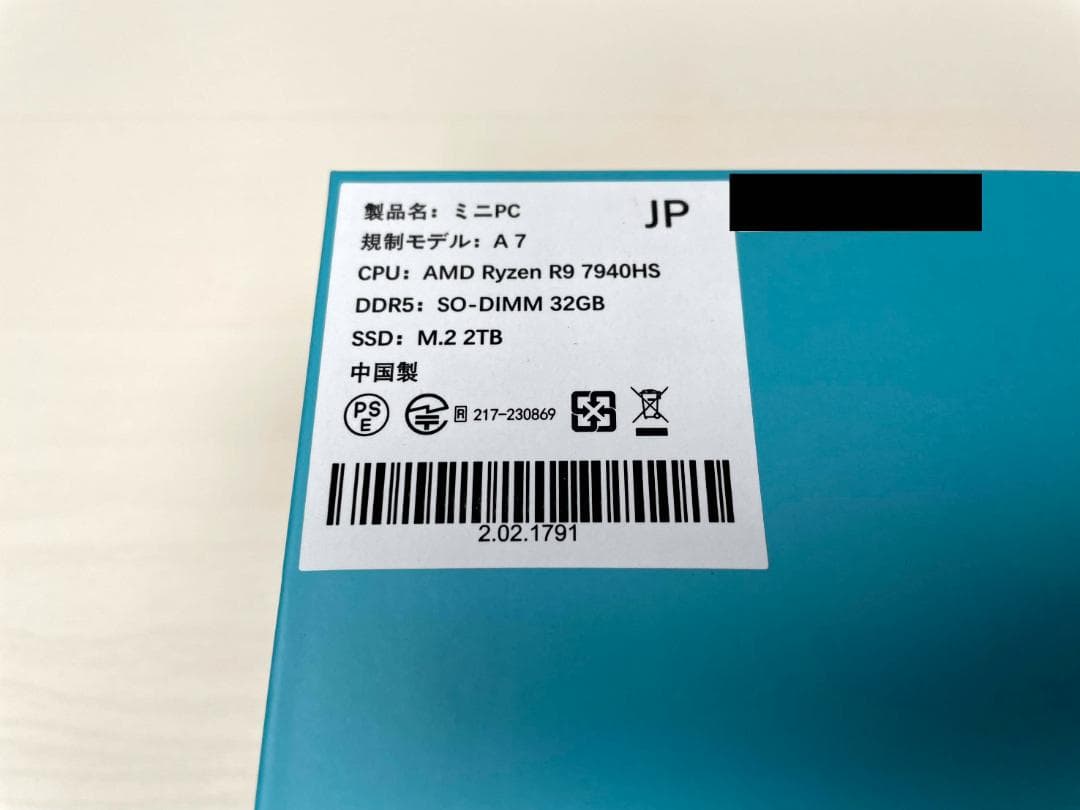 製品名：ミニPC
JP
規制モデル：A 7
CPU：AMD Ryzen R9 7940HS
DDR5：SO-DIMM 32GB
SSD：M.2 2TB
中国製
PS E
R 217-230869
2.02.1791